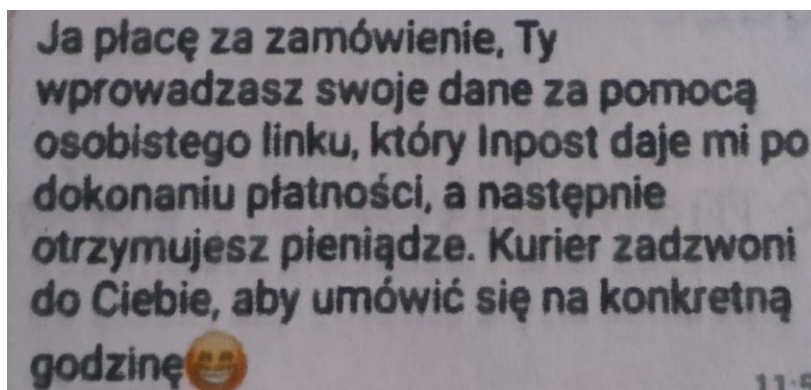 Ja płacę za zamówienie, Ty
wprowadzasz swoje dane za pomocą
osobistego linku, który Inpost daje mi po
dokonaniu płatności, a następnie
otrzymujesz pieniądze. Kurier zadzwoni
do Ciebie, aby umówić się na konkretną
godzinę😁